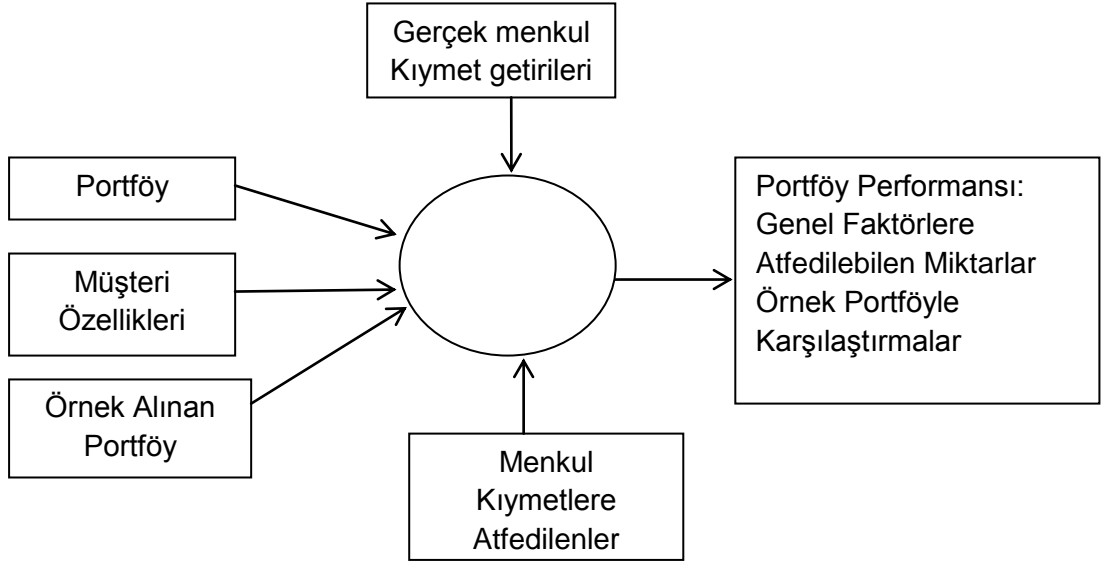 Gerçek menkul
Kıymet getirileri
Portföy
Müşteri
Özellikleri
Örnek Alınan
Portföy
Portföy Performansı:
Genel Faktörlere
Atfedilebilen Miktarlar
Örnek Portföyle
Karşılaştırmalar
Menkul
Kıymetlere
Atfedilenler